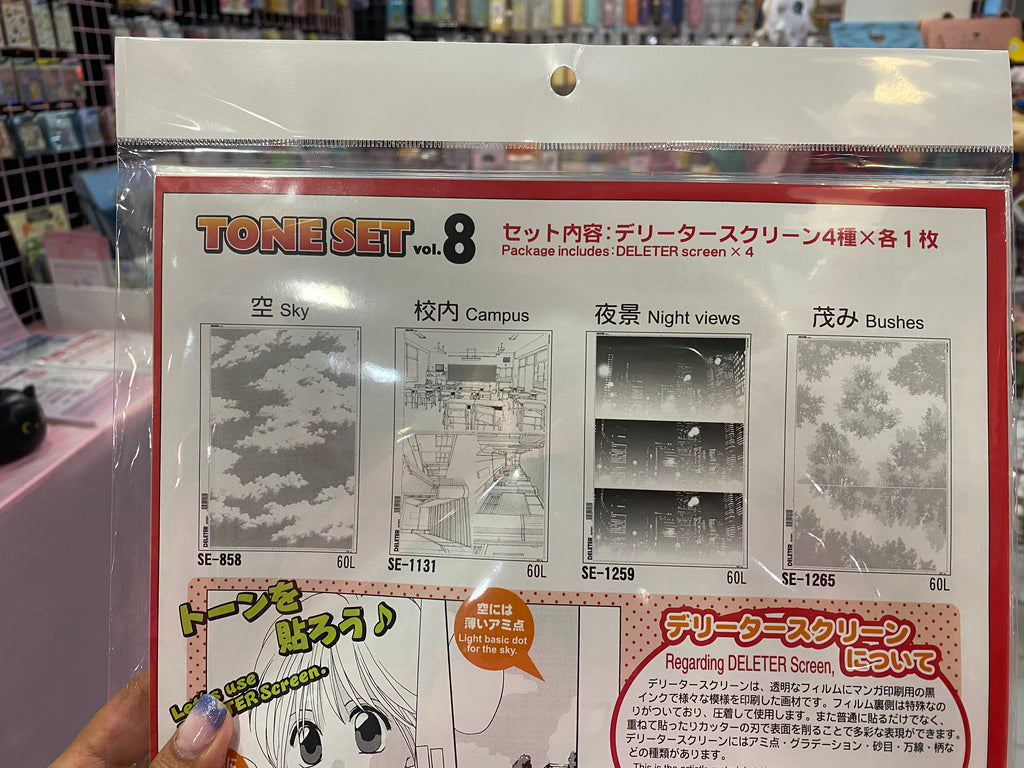 TONE SET vol. 8
セット内容:デリータースクリーン4種×各1枚
Package includes:DELETER screen × 4
空 Sky
校内 Campus
夜景 Night views
茂み Bushes
DELETER
DELETER
DELETER
DELETER
SE-858 60L
SE-1131 60L
SE-1259 60L
SE-1265 60L
トーンを
貼ろう♪
Let's use
DELETER Screen.
空には
薄いアミ点
Light basic dot
for the sky.
デリータースクリーン
について
Regarding DELETER Screen,
デリータースクリーンは、透明なフィルムにマンガ印刷用の黒
インクで様々な模様を印刷した画材です。フィルム裏側は特殊なの
りがついており、圧着して使用します。また普通に貼るだけでなく、
重ねて貼ったりカッターの刃で表面を削ることで多彩な表現ができます。
デリータースクリーンにはアミ点・グラデーション・砂目・万線・柄な
どの種類があります。